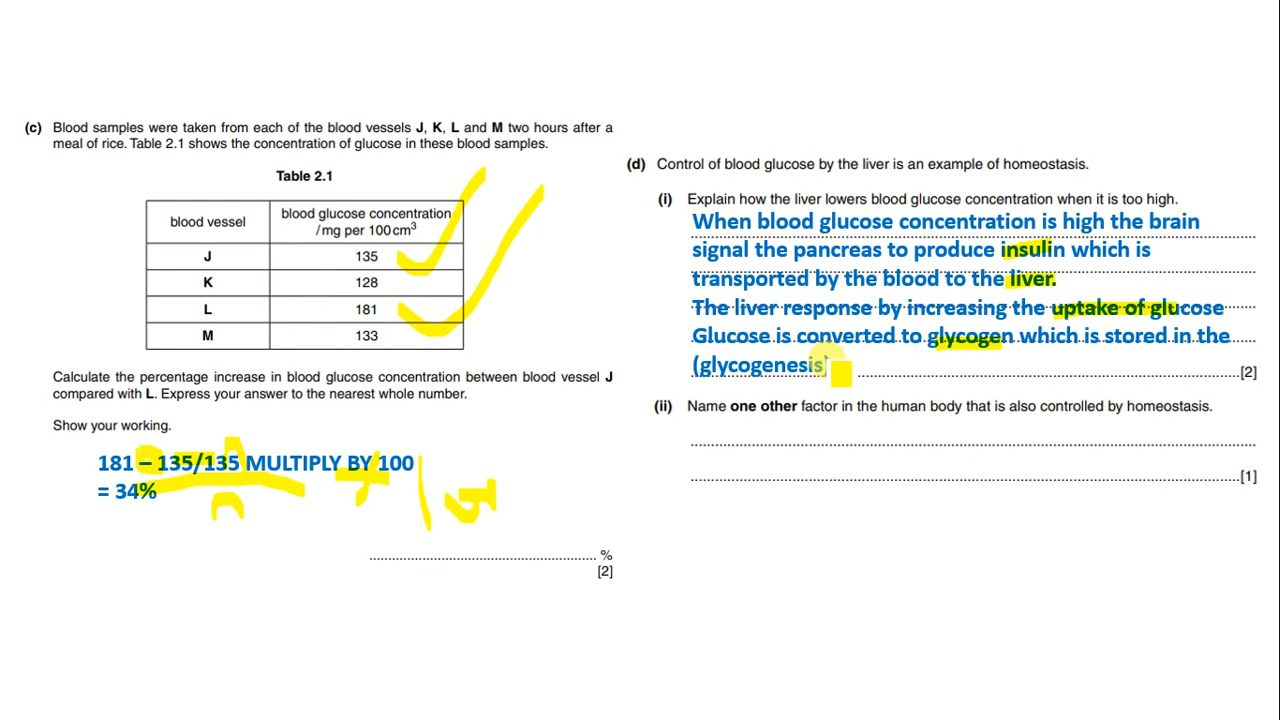 (c) Blood samples were taken from each of the blood vessels J, K, L and M two hours after a
meal of rice. Table 2.1 shows the concentration of glucose in these blood samples.
Table 2.1
blood vessel
blood glucose concentration
/mg per 100 cm³
J 135
K 128
L 181
M 133
Calculate the percentage increase in blood glucose concentration between blood vessel J
compared with L. Express your answer to the nearest whole number.
Show your working.
181 – 135/135 MULTIPLY BY 100
= 34%
%
[2]
(d) Control of blood glucose by the liver is an example of homeostasis.
(i) Explain how the liver lowers blood glucose concentration when it is too high.
When blood glucose concentration is high the brain
signal the pancreas to produce insulin which is
transported by the blood to the liver.
The liver response by increasing the uptake of glucose
Glucose is converted to glycogen which is stored in the
(glycogenesis)
[2]
(ii) Name one other factor in the human body that is also controlled by homeostasis.
[1]